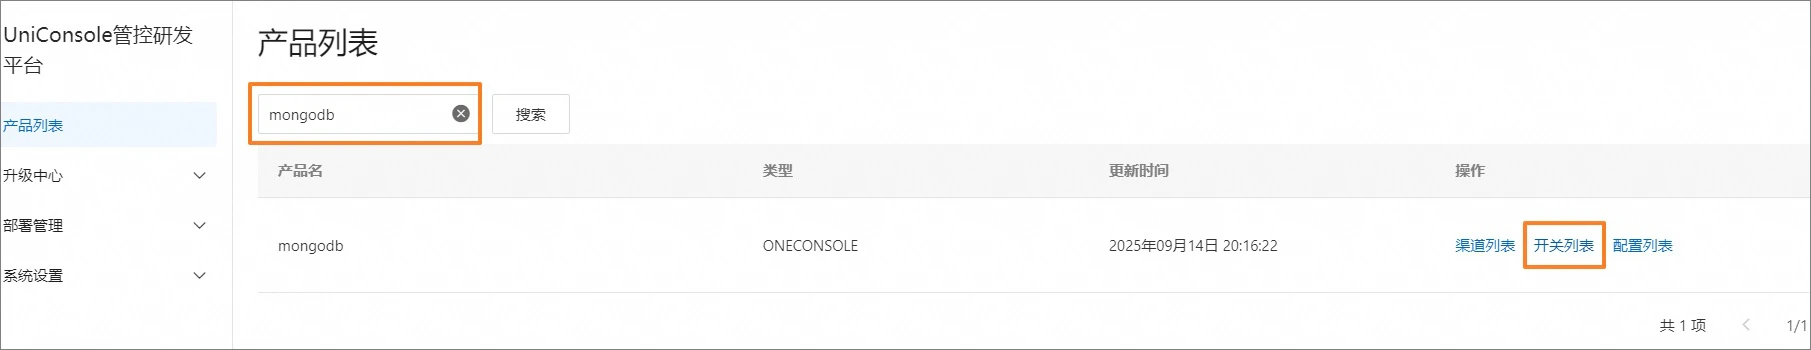 UniConsole管控研发
平台
产品列表
升级中心
部署管理
系统设置
产品列表
mongodb 搜索
产品名 类型 更新时间 操作
mongodb ONECONSOLE 2025年09月14日 20:16:22 渠道列表 开关列表 配置列表
共 1 项 1/1